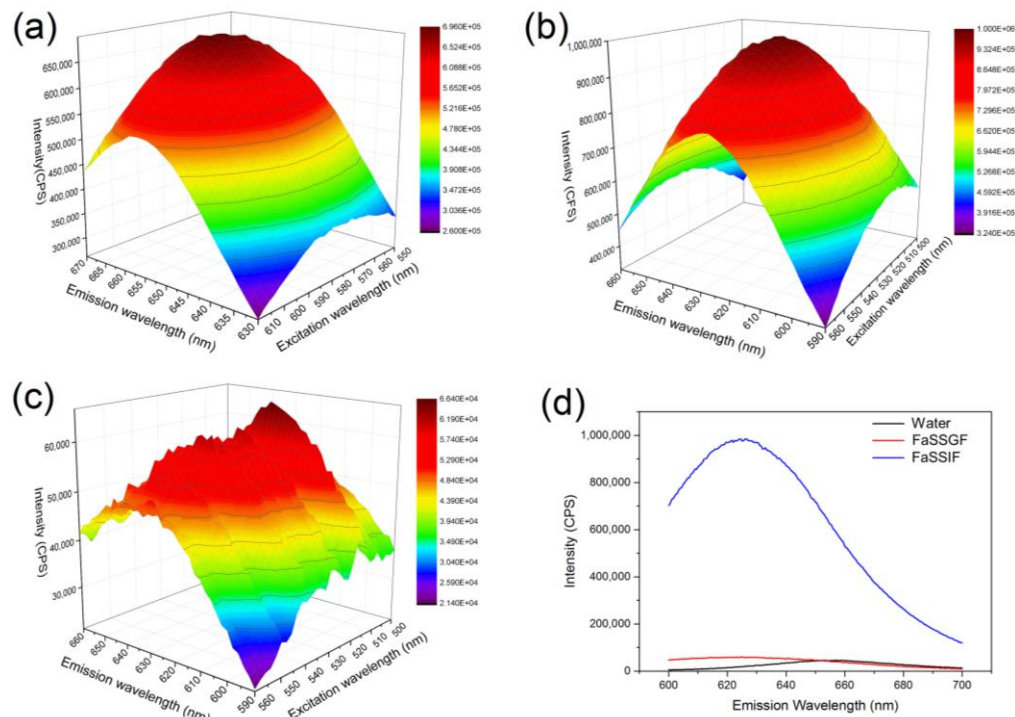 (a)
Intensity(CPS)
650,000
600,000
550,000
500,000
450,000
400,000
350,000
300,000
670
665
660
655
650
645
640
635
630
Emission wavelength (nm)
610
600
590
580
570
560
550
Excitation wavelength (nm)
6.960E+05
6.524E+05
6.088E+05
5.652E+05
5.216E+05
4.780E+05
4.344E+05
3.908E+05
3.472E+05
3.036E+05
2.600E+05
(b)
Intensity (CPS)
1,000,000
900,000
800,000
700,000
600,000
500,000
400,000
660
650
640
630
620
610
600
590
Emission wavelength (nm)
560
550
540
530
520
510
500
Excitation wavelength (nm)
1.000E+06
9.324E+05
8.648E+05
7.972E+05
7.296E+05
6.620E+05
5.944E+05
5.268E+05
4.592E+05
3.916E+05
3.240E+05
(c)
Intensity (CPS)
60,000
50,000
40,000
30,000
660
650
640
630
620
610
600
590
Emission wavelength (nm)
560
550
540
530
520
510
500
Excitation wavelength (nm)
6.640E+04
6.190E+04
5.740E+04
5.290E+04
4.840E+04
4.390E+04
3.940E+04
3.490E+04
3.040E+04
2.590E+04
2.140E+04
(d)
Water
FaSSGF
FaSSIF
Intensity (CPS)
1,000,000
800,000
600,000
400,000
200,000
0
600
620
640
660
680
700
Emission Wavelength (nm)